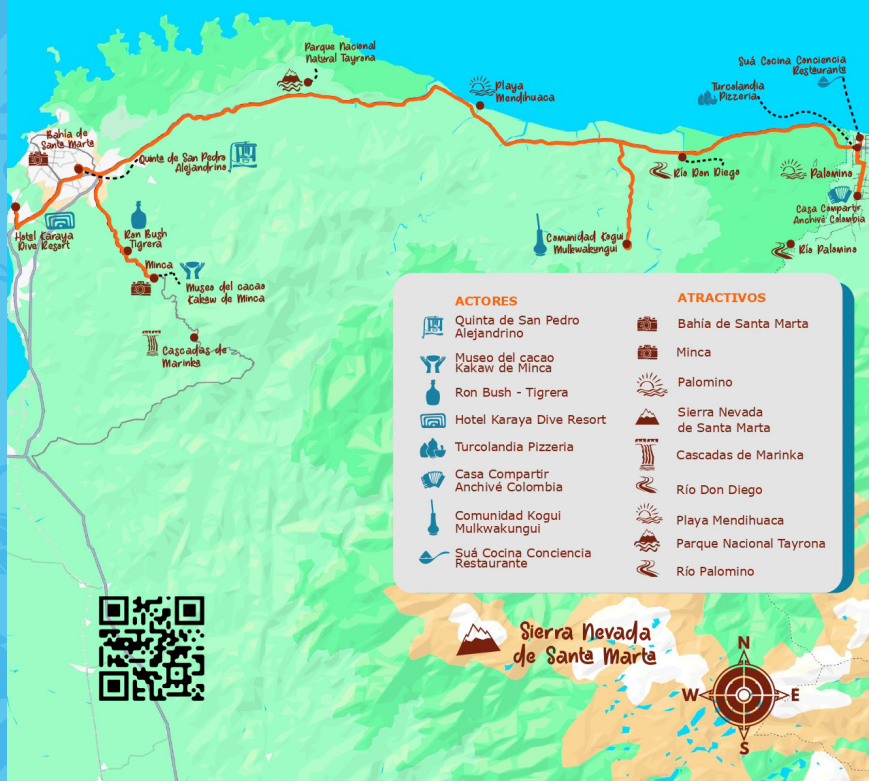 Parque Nacional
Natural Tayrona
Suá Cocina Conciencia
Restaurante
Turcolandia
Pizzeria
Playa
Mendihuaca
Bahía de
Santa Marta
Quinta de San Pedro
Alejandrino
Río Don Diego
Palomino
Casa Compartir
Anchivé Colombia
Hotel Karaya
Dive Resort
Ron Bush
Tigrera
Comunidad Kogui
Mulkwakungui
Río Palomino
Minca
Museo del cacao
Kakaw de Minca
Cascadas de
Marinka
ACTORES
Quinta de San Pedro
Alejandrino
Museo del cacao
Kakaw de Minca
Ron Bush - Tigrera
Hotel Karaya Dive Resort
Turcolandia Pizzeria
Casa Compartir
Anchivé Colombia
Comunidad Kogui
Mulkwakungui
Suá Cocina Conciencia
Restaurante
ATRACTIVOS
Bahía de Santa Marta
Minca
Palomino
Sierra Nevada
de Santa Marta
Cascadas de Marinka
Río Don Diego
Playa Mendihuaca
Parque Nacional Tayrona
Río Palomino
Sierra Nevada
de Santa Marta
N
W
E
S